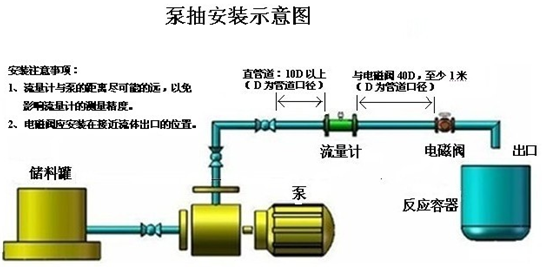 泵抽安装示意图
安装注意事项：
1、流量计与泵的距离尽可能的远，以免
影响流量计的测量精度。
2、电磁阀应安装在接近流体出口的位置。
直管道：10D以上
（D为管道口径）
与电磁阀40D，至少1米
（D为管道口径）
流量计
电磁阀
出口
储料罐
泵
反应容器